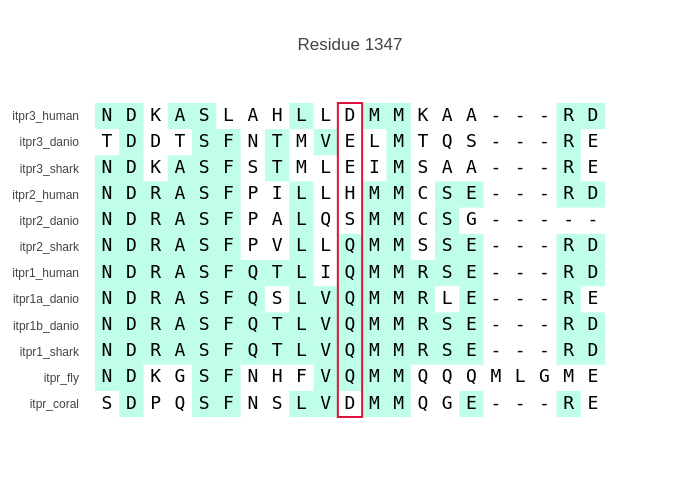 Residue 1347
itpr3_human N D K A S L A H L L D M M K A A - - - R D
itpr3_danio T D D T S F N T M V E L M T Q S - - - R E
itpr3_shark N D K A S F S T M L E I M S A A - - - R E
itpr2_human N D R A S F P I L L H M M C S E - - - R D
itpr2_danio N D R A S F P A L Q S M M C S G - - - - -
itpr2_shark N D R A S F P V L L Q M M S S E - - - R D
itpr1_human N D R A S F Q T L I Q M M R S E - - - R D
itpr1a_danio N D R A S F Q S L V Q M M R L E - - - R E
itpr1b_danio N D R A S F Q T L V Q M M R S E - - - R D
itpr1_shark N D R A S F Q T L V Q M M R S E - - - R D
itpr_fly N D K G S F N H F V Q M M Q Q Q M L G M E
itpr_coral S D P Q S F N S L V D M M Q G E - - - R E